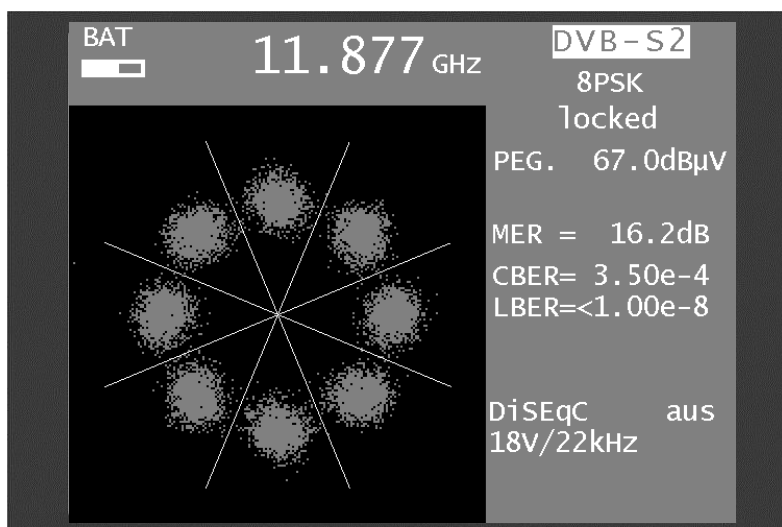 BAT
11.877 GHz
DVB-S2
8PSK
locked
PEG. 67.0dBµV
MER = 16.2dB
CBER= 3.50e-4
LBER=<1.00e-8
DiSEqC aus
18V/22kHz